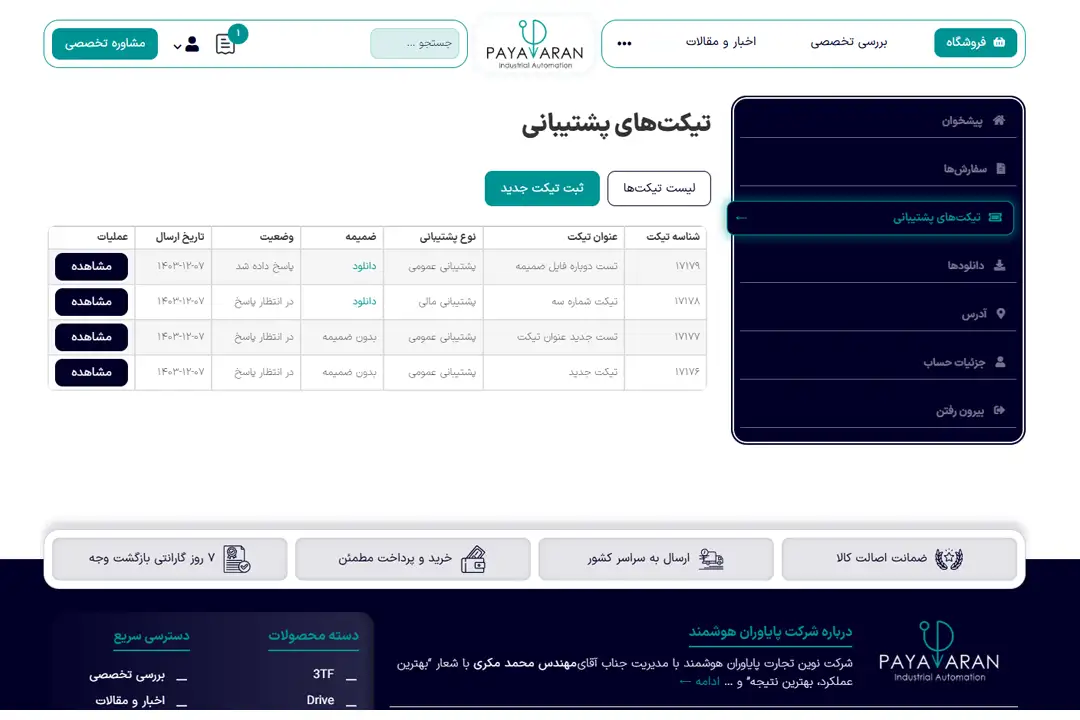 فروشگاه
بررسی تخصصی
اخبار و مقالات
•••
PAYAVARAN
Industrial Automation
جستجو ...
۱
مشاوره تخصصی
پیشخوان
سفارش‌ها
تیکت‌های پشتیبانی ←
دانلودها
آدرس
جزئیات حساب
بیرون رفتن
تیکت‌های پشتیبانی
لیست تیکت‌ها
ثبت تیکت جدید
شناسه تیکت عنوان تیکت نوع پشتیبانی ضمیمه وضعیت تاریخ ارسال عملیات
۱۷۱۷۹ تست دوباره فایل ضمیمه پشتیبانی عمومی دانلود پاسخ داده شد ۱۴۰۳-۱۲-۰۷ مشاهده
۱۷۱۷۸ تیکت شماره سه پشتیبانی مالی دانلود در انتظار پاسخ ۱۴۰۳-۱۲-۰۷ مشاهده
۱۷۱۷۷ تست جدید عنوان تیکت پشتیبانی عمومی بدون ضمیمه در انتظار پاسخ ۱۴۰۳-۱۲-۰۷ مشاهده
۱۷۱۷۶ تیکت جدید پشتیبانی عمومی بدون ضمیمه در انتظار پاسخ ۱۴۰۳-۱۲-۰۷ مشاهده
ضمانت اصالت کالا
ارسال به سراسر کشور
خرید و پرداخت مطمئن
۷ روز گارانتی بازگشت وجه
PAYAVARAN
Industrial Automation
درباره شرکت پایاوران هوشمند
شرکت نوین تجارت پایاوران هوشمند با مدیریت جناب آقای‌مهندس محمد مکری با شعار “بهترین
عملکرد، بهترین نتیجه” و ... ادامه ←
دسته محصولات
3TF
Drive
دسترسی سریع
بررسی تخصصی
اخبار و مقالات